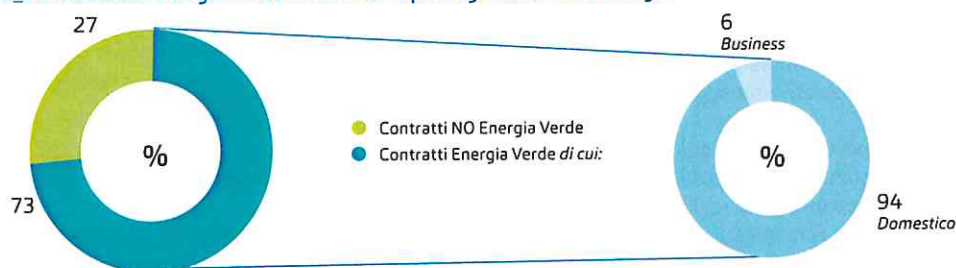 27
6
Business
Contratti NO Energia Verde
%
Contratti Energia Verde di cui:
%
73
94
Domestico